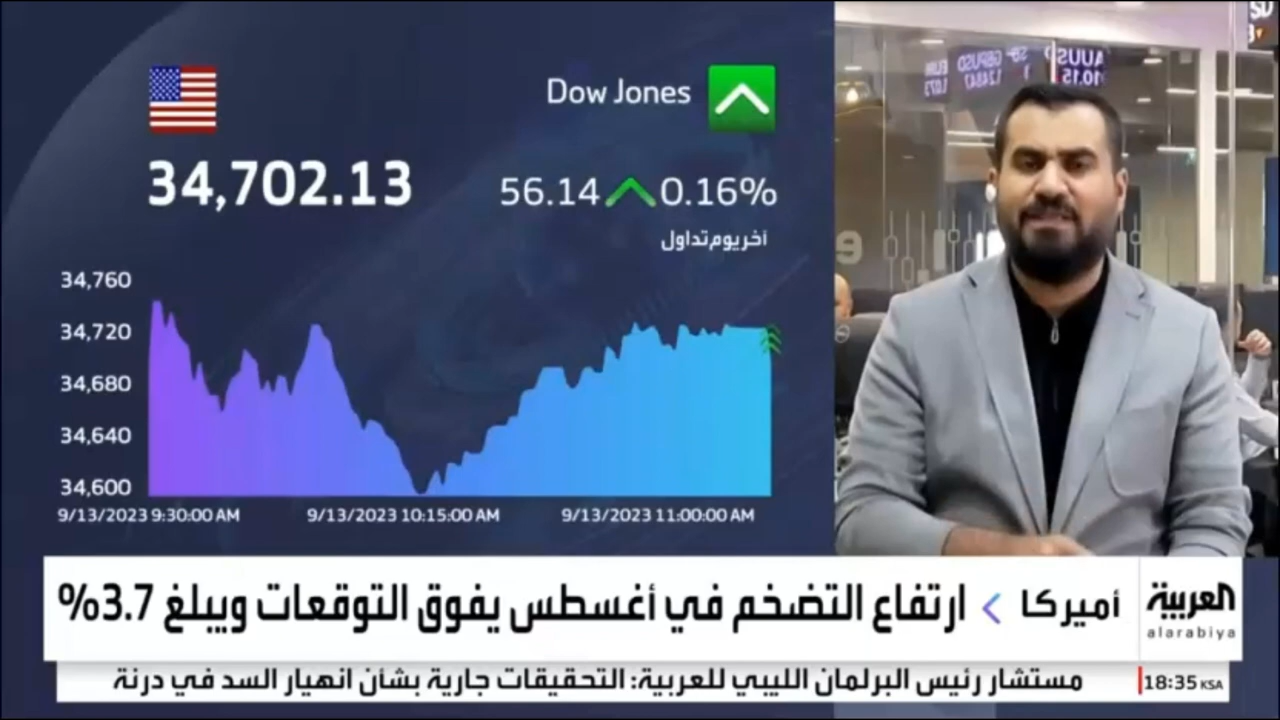 Dow Jones
34,702.13
56.14 0.16%
آخر يوم تداول
34,760
34,720
34,680
34,640
34,600
9/13/2023 9:30:00 AM
9/13/2023 10:15:00 AM
9/13/2023 11:00:00 AM
العربية
alarabiya
أميركا > ارتفاع التضخم في أغسطس يفوق التوقعات ويبلغ 3.7%
18:35 KSA
مستشار رئيس البرلمان الليبي للعربية: التحقيقات جارية بشأن انهيار السد في درنة